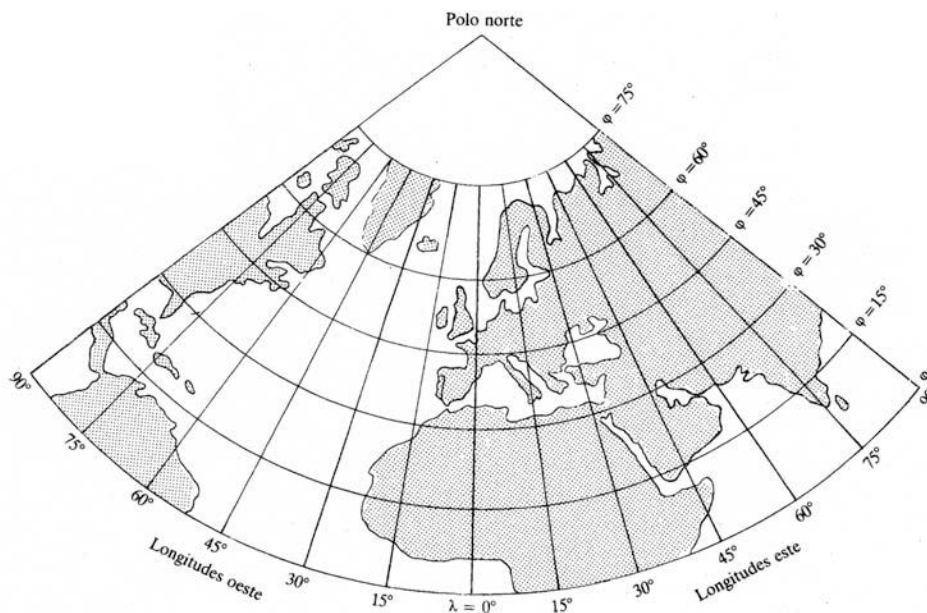 Polo norte
φ = 75°
φ = 60°
φ = 45°
φ = 30°
φ = 15°
90°
75°
60°
45°
30°
15°
λ = 0°
15°
30°
45°
60°
75°
90°
Longitudes oeste
Longitudes este